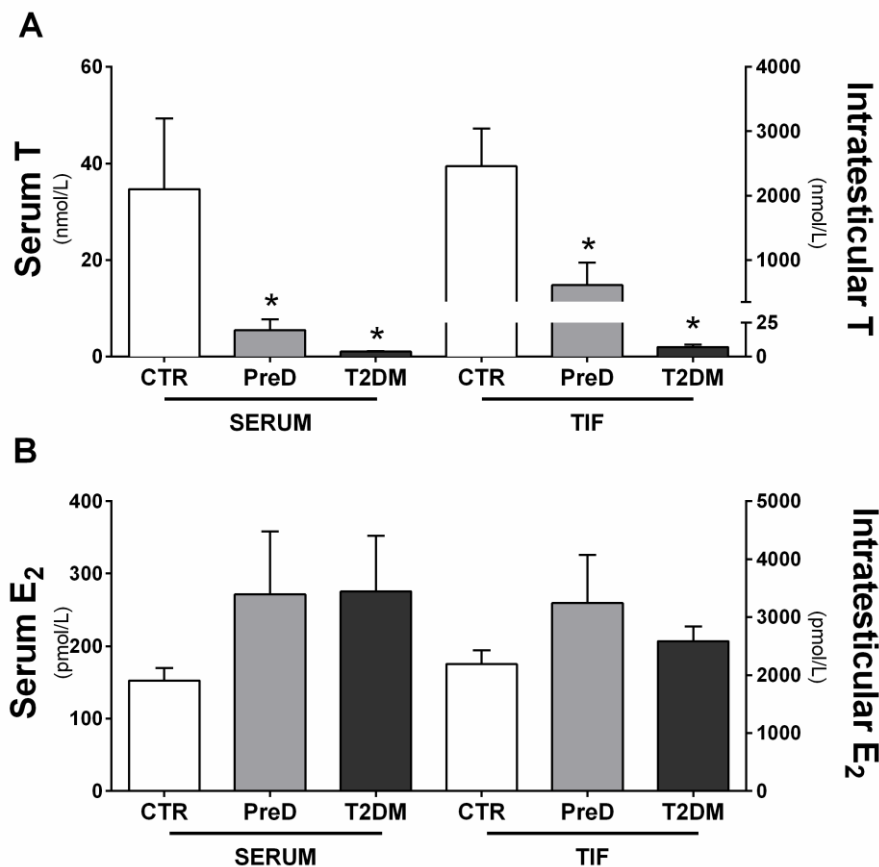 A
Serum T
(nmol/L)
60
40
20
0
4000
3000
2000
1000
25
0
Intratesticular T
(nmol/L)
*
*
*
*
CTR PreD T2DM CTR PreD T2DM
SERUM TIF
B
Serum E₂
(pmol/L)
400
300
200
100
0
5000
4000
3000
2000
1000
0
Intratesticular E₂
(pmol/L)
CTR PreD T2DM CTR PreD T2DM
SERUM TIF